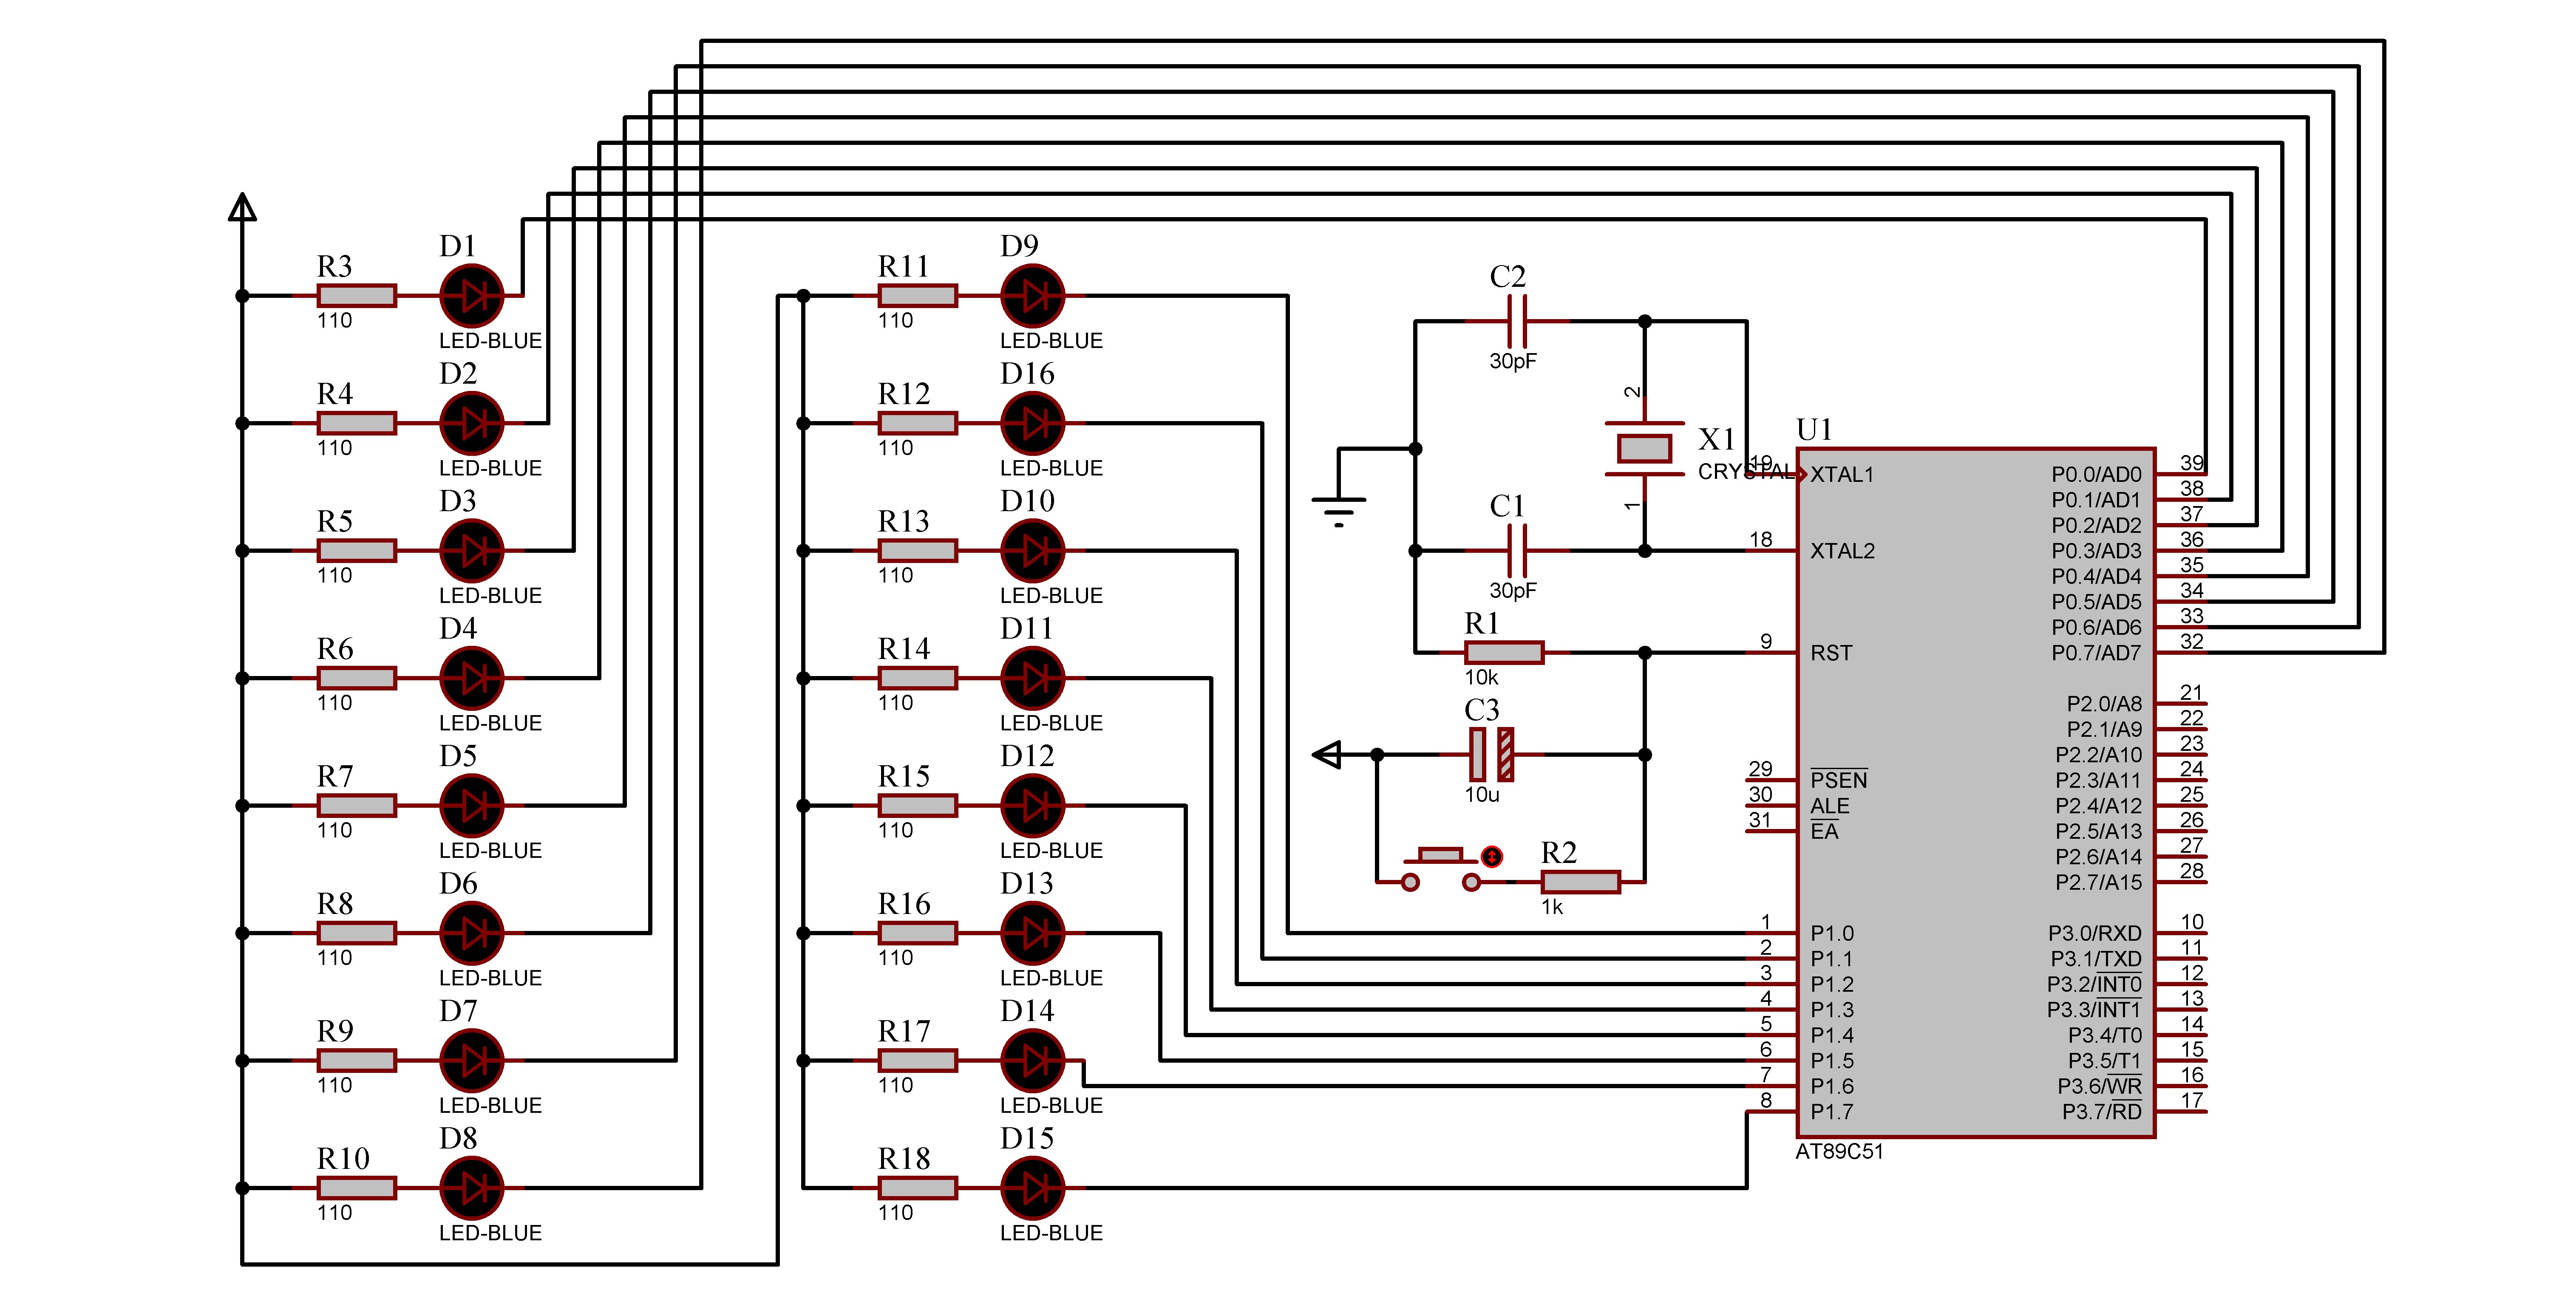 D1
R3
110
LED-BLUE
D2
R4
110
LED-BLUE
D3
R5
110
LED-BLUE
D4
R6
110
LED-BLUE
D5
R7
110
LED-BLUE
D6
R8
110
LED-BLUE
D7
R9
110
LED-BLUE
D8
R10
110
LED-BLUE
D9
R11
110
LED-BLUE
D16
R12
110
LED-BLUE
D10
R13
110
LED-BLUE
D11
R14
110
LED-BLUE
D12
R15
110
LED-BLUE
D13
R16
110
LED-BLUE
D14
R17
110
LED-BLUE
D15
R18
110
LED-BLUE
C2
30pF
2
X1
CRYSTAL
1
C1
30pF
R1
10k
C3
10u
R2
1k
U1
19 XTAL1
18 XTAL2
9 RST
29 PSEN
30 ALE
31 EA
1 P1.0
2 P1.1
3 P1.2
4 P1.3
5 P1.4
6 P1.5
7 P1.6
8 P1.7
P0.0/AD0 39
P0.1/AD1 38
P0.2/AD2 37
P0.3/AD3 36
P0.4/AD4 35
P0.5/AD5 34
P0.6/AD6 33
P0.7/AD7 32
P2.0/A8 21
P2.1/A9 22
P2.2/A10 23
P2.3/A11 24
P2.4/A12 25
P2.5/A13 26
P2.6/A14 27
P2.7/A15 28
P3.0/RXD 10
P3.1/TXD 11
P3.2/INT0 12
P3.3/INT1 13
P3.4/T0 14
P3.5/T1 15
P3.6/WR 16
P3.7/RD 17
AT89C51